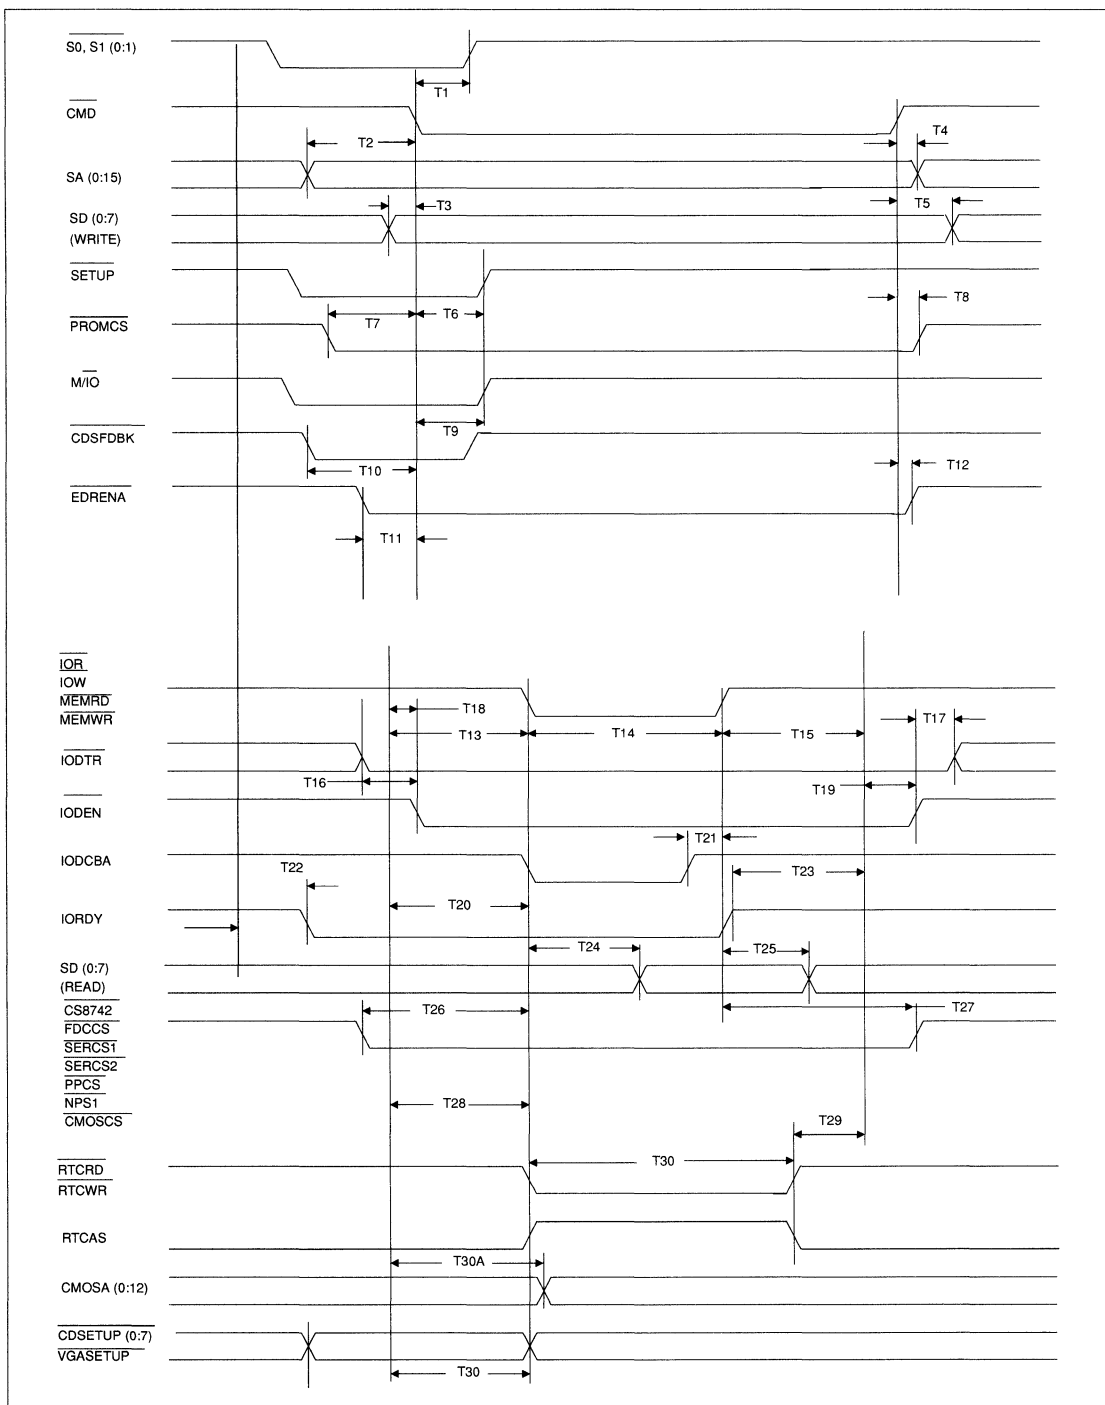 S0, S1 (0:1)
T1
CMD
T2
T4
SA (0:15)
T3
T5
SD (0:7)
(WRITE)
SETUP
T8
T7
T6
PROMCS
M/IO
T9
CDSFDBK
T10
T12
EDRENA
T11
IOR
IOW
MEMRD
T18
MEMWR
T13
T14
T15
T17
IODTR
T16
T19
IODEN
T21
IODCBA
T22
T23
T20
IORDY
T24
T25
SD (0:7)
(READ)
CS8742
T26
T27
FDCCS
SERCS1
SERCS2
PPCS
NPS1
T28
CMOSCS
T29
T30
RTCRD
RTCWR
RTCAS
T30A
CMOSA (0:12)
CDSETUP (0:7)
VGASETUP
T30